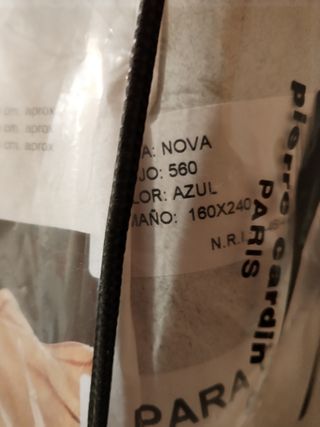 cm. aprox
cm. aprox
cm. aprox
A: NOVA
JO: 560
LOR: AZUL
MAÑO: 160X240
N.R.I.
pierre cardin
PARIS
PARA